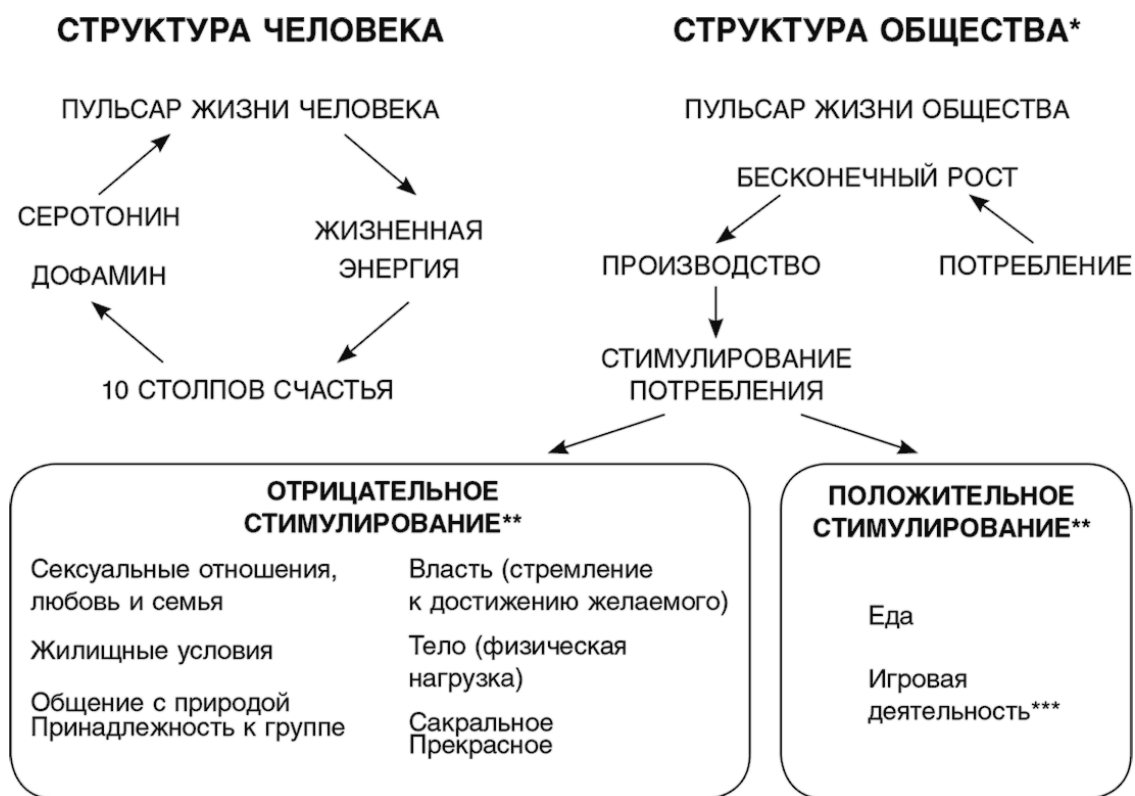 СТРУКТУРА ЧЕЛОВЕКА
ПУЛЬСАР ЖИЗНИ ЧЕЛОВЕКА
СЕРОТОНИН
ДОФАМИН
ЖИЗНЕННАЯ
ЭНЕРГИЯ
10 СТОЛПОВ СЧАСТЬЯ
СТРУКТУРА ОБЩЕСТВА*
ПУЛЬСАР ЖИЗНИ ОБЩЕСТВА
БЕСКОНЕЧНЫЙ РОСТ
ПРОИЗВОДСТВО
ПОТРЕБЛЕНИЕ
СТИМУЛИРОВАНИЕ
ПОТРЕБЛЕНИЯ
ОТРИЦАТЕЛЬНОЕ
СТИМУЛИРОВАНИЕ**
Сексуальные отношения,
любовь и семья
Жилищные условия
Общение с природой
Принадлежность к группе
Власть (стремление
к достижению желаемого)
Тело (физическая
нагрузка)
Сакральное
Прекрасное
ПОЛОЖИТЕЛЬНОЕ
СТИМУЛИРОВАНИЕ**
Еда
Игровая
деятельность***